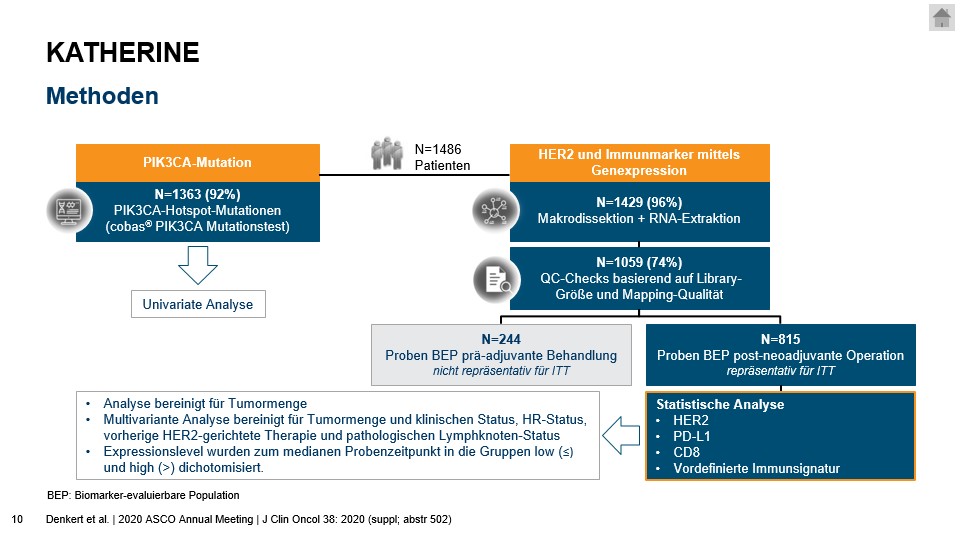 KATHERINE
Methoden
N=1486
Patienten
PIK3CA-Mutation
N=1363 (92%)
PIK3CA-Hotspot-Mutationen
(cobas® PIK3CA Mutationstest)
Univariate Analyse
HER2 und Immunmarker mittels
Genexpression
N=1429 (96%)
Makrodissektion + RNA-Extraktion
N=1059 (74%)
QC-Checks basierend auf Library-
Größe und Mapping-Qualität
N=244
Proben BEP prä-adjuvante Behandlung
nicht repräsentativ für ITT
N=815
Proben BEP post-neoadjuvante Operation
repräsentativ für ITT
Statistische Analyse
• HER2
• PD-L1
• CD8
• Vordefinierte Immunsignatur
• Analyse bereinigt für Tumormenge
• Multivariante Analyse bereinigt für Tumormenge und klinischen Status, HR-Status,
vorherige HER2-gerichtete Therapie und pathologischen Lymphknoten-Status
• Expressionslevel wurden zum medianen Probenzeitpunkt in die Gruppen low (≤)
und high (>) dichotomisiert.
BEP: Biomarker-evaluierbare Population
10 Denkert et al. | 2020 ASCO Annual Meeting | J Clin Oncol 38: 2020 (suppl; abstr 502)